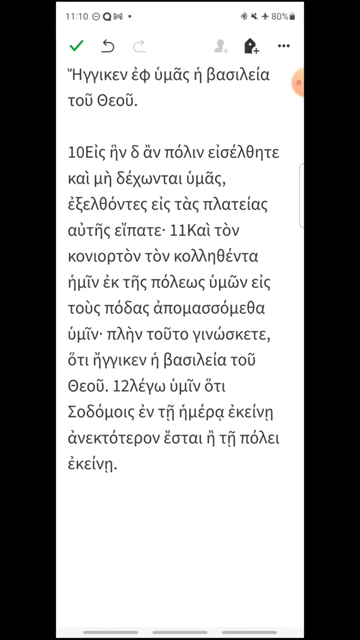 11:10
80%
Ἤγγικεν ἐφ ὑμᾶς ἡ βασιλεία
τοῦ Θεοῦ.
10Εἰς ἣν δ ἂν πόλιν εἰσέλθητε
καὶ μὴ δέχωνται ὑμᾶς,
ἐξελθόντες εἰς τὰς πλατείας
αὐτῆς εἴπατε· 11Καὶ τὸν
κονιορτὸν τὸν κολληθέντα
ἡμῖν ἐκ τῆς πόλεως ὑμῶν εἰς
τοὺς πόδας ἀπομασσόμεθα
ὑμῖν· πλὴν τοῦτο γινώσκετε,
ὅτι ἤγγικεν ἡ βασιλεία τοῦ
Θεοῦ. 12λέγω ὑμῖν ὅτι
Σοδόμοις ἐν τῇ ἡμέρᾳ ἐκείνῃ
ἀνεκτότερον ἔσται ἢ τῇ πόλει
ἐκείνῃ.